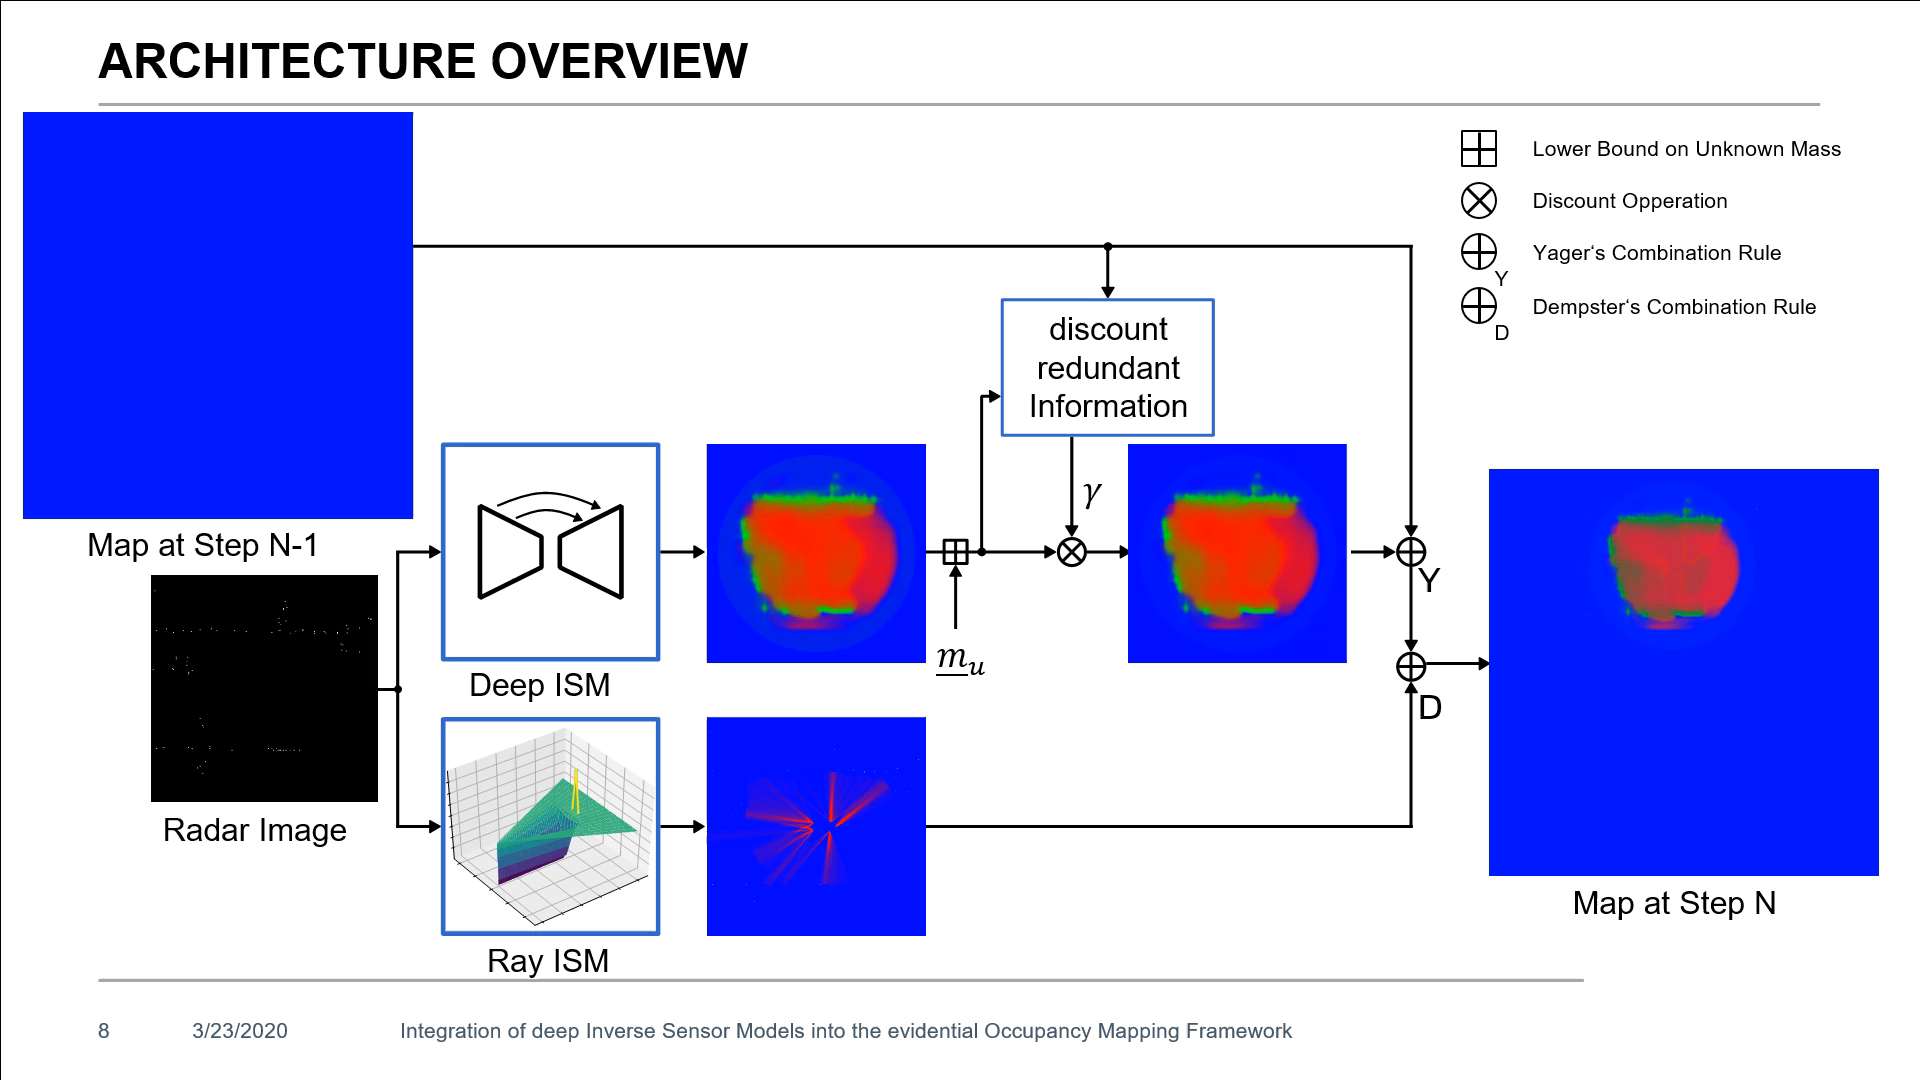 ARCHITECTURE OVERVIEW
Lower Bound on Unknown Mass
Discount Opperation
Y
Yager‘s Combination Rule
D
Dempster‘s Combination Rule
discount
redundant
Information
γ
Map at Step N-1
m_u
Y
Deep ISM
D
Radar Image
Map at Step N
Ray ISM
8
3/23/2020
Integration of deep Inverse Sensor Models into the evidential Occupancy Mapping Framework